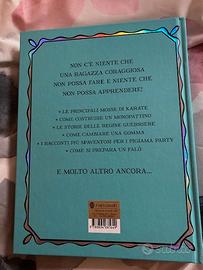 NON C'È NIENTE CHE
UNA RAGAZZA CORAGGIOSA
NON POSSA FARE E NIENTE CHE
NON POSSA APPRENDERE!
• LE PRINCIPALI MOSSE DI KARATE
• COME COSTRUIRE UN MONOPATTINO
• LE STORIE DELLE REGINE GUERRIERE
• COME CAMBIARE UNA GOMMA
• I RACCONTI PIÙ SPAVENTOSI PER I PIGIAMA PARTY
• COME SI PREPARA UN FALÒ
E MOLTO ALTRO ANCORA...
subito.it